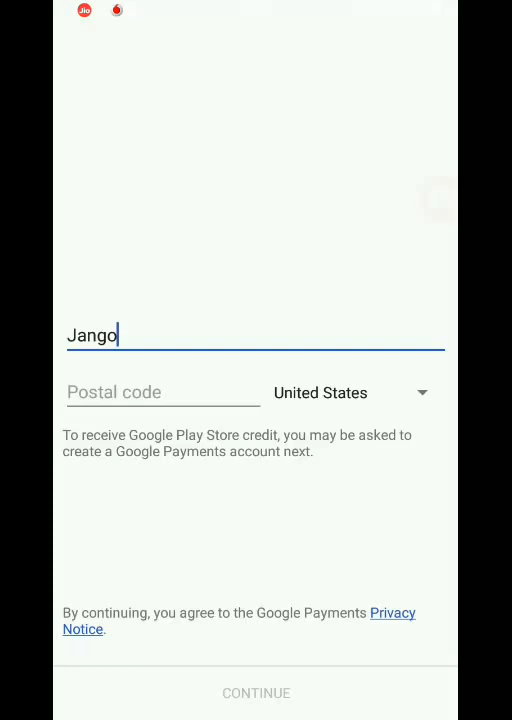 Jio
Jango
Postal code
United States
To receive Google Play Store credit, you may be asked to
create a Google Payments account next.
By continuing, you agree to the Google Payments Privacy
Notice.
CONTINUE